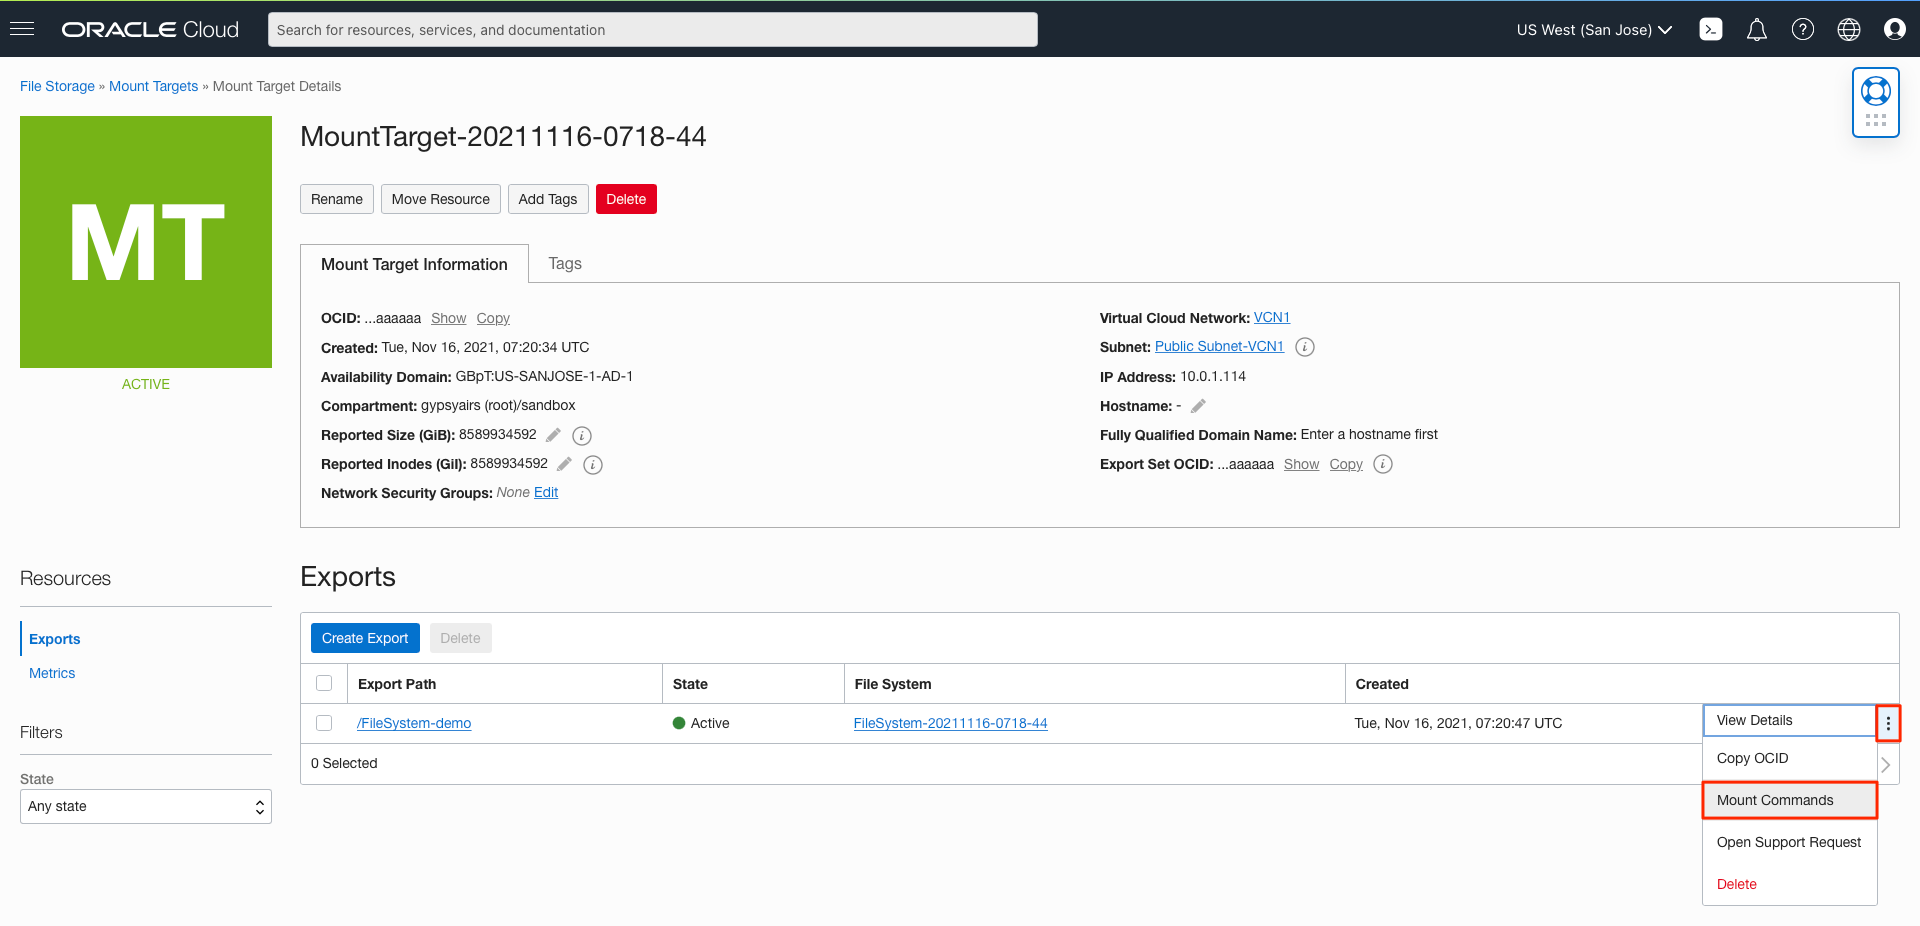 ORACLE Cloud
Search for resources, services, and documentation
US West (San Jose)
File Storage » Mount Targets » Mount Target Details
MT
ACTIVE
MountTarget-20211116-0718-44
Rename
Move Resource
Add Tags
Delete
Mount Target Information
Tags
OCID: ...aaaaaa Show Copy
Created: Tue, Nov 16, 2021, 07:20:34 UTC
Availability Domain: GBpT:US-SANJOSE-1-AD-1
Compartment: gypsyairs (root)/sandbox
Reported Size (GiB): 8589934592
Reported Inodes (GiI): 8589934592
Network Security Groups: None Edit
Virtual Cloud Network: VCN1
Subnet: Public Subnet-VCN1
IP Address: 10.0.1.114
Hostname: -
Fully Qualified Domain Name: Enter a hostname first
Export Set OCID: ...aaaaaa Show Copy
Resources
Exports
Metrics
Filters
State
Any state
Exports
Create Export
Delete
Export Path State File System Created
/FileSystem-demo Active FileSystem-20211116-0718-44 Tue, Nov 16, 2021, 07:20:47 UTC
0 Selected
View Details
Copy OCID
Mount Commands
Open Support Request
Delete